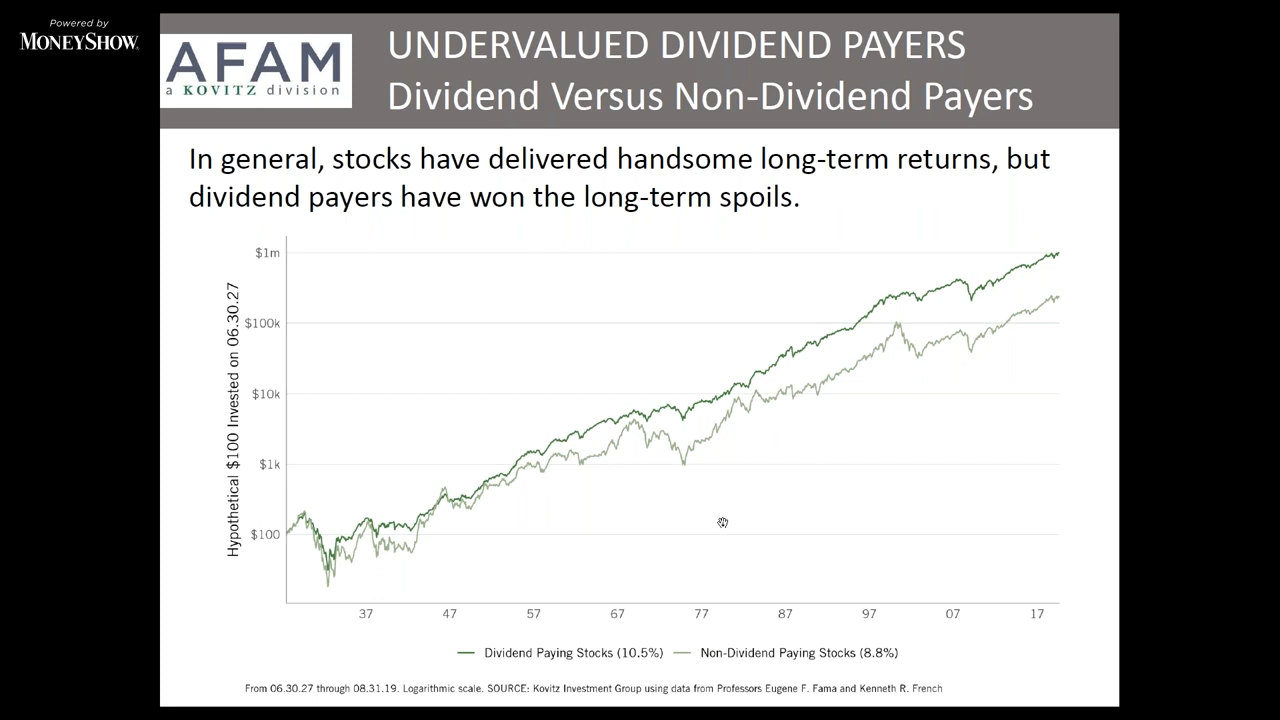 Powered by
MONEYSHOW.
AFAM
a KOVITZ division
UNDERVALUED DIVIDEND PAYERS
Dividend Versus Non-Dividend Payers
In general, stocks have delivered handsome long-term returns, but
dividend payers have won the long-term spoils.
Hypothetical $100 Invested on 06.30.27
$1m
$100k
$10k
$1k
$100
37 47 57 67 77 87 97 07 17
Dividend Paying Stocks (10.5%) Non-Dividend Paying Stocks (8.8%)
From 06.30.27 through 08.31.19. Logarithmic scale. SOURCE: Kovitz Investment Group using data from Professors Eugene F. Fama and Kenneth R. French